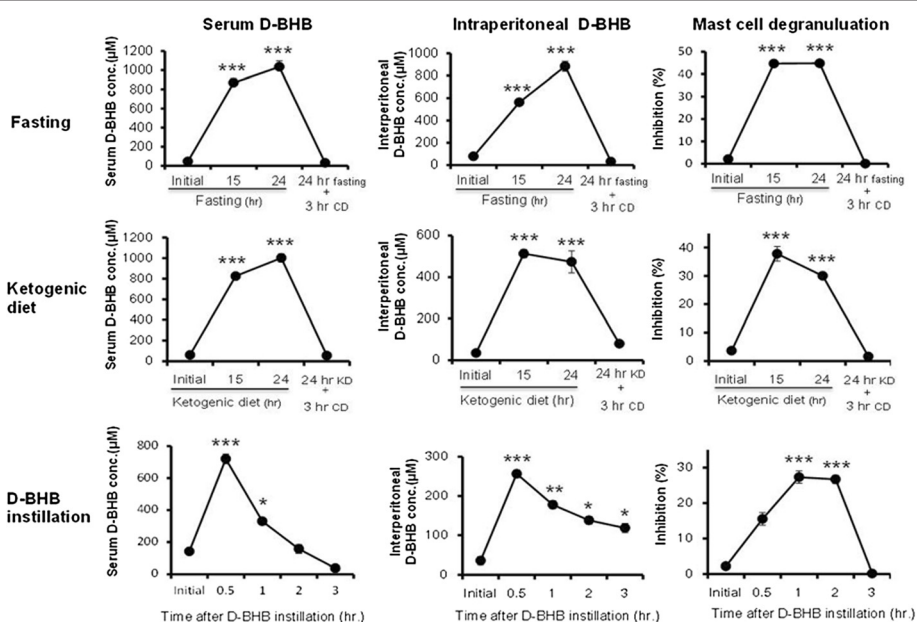 Serum D-BHB
Intraperitoneal D-BHB
Mast cell degranuluation
Fasting
Serum D-BHB conc.(µM)
1200
1000
800
600
400
200
0
***
***
Initial 15 24 24 hr fasting
+
3 hr CD
Fasting (hr)
Interperitoneal
D-BHB conc.(µM)
1000
800
600
400
200
0
***
***
Initial 15 24 24 hr fasting
+
3 hr CD
Fasting (hr)
Inhibition (%)
50
40
30
20
10
0
***
***
Initial 15 24 24 hr fasting
+
3 hr CD
Fasting (hr)
Ketogenic
diet
Serum D-BHB conc.(µM)
1200
1000
800
600
400
200
0
***
***
Initial 15 24 24 hr KD
+
3 hr CD
Ketogenic diet (hr)
Interperitoneal
D-BHB conc.(µM)
600
400
200
0
***
***
Initial 15 24 24 hr KD
+
3 hr CD
Ketogenic diet (hr)
Inhibition (%)
40
30
20
10
0
***
***
Initial 15 24 24 hr KD
+
3 hr CD
Ketogenic diet (hr)
D-BHB
instillation
Serum D-BHB conc.(µM)
800
600
400
200
0
***
*
Initial 0.5 1 2 3
Time after D-BHB instillation (hr.)
Interperitoneal
D-BHB conc.(µM)
300
200
100
0
***
**
*
*
Initial 0.5 1 2 3
Time after D-BHB instillation (hr.)
Inhibition (%)
30
20
10
0
***
***
Initial 0.5 1 2 3
Time after D-BHB instillation (hr.)